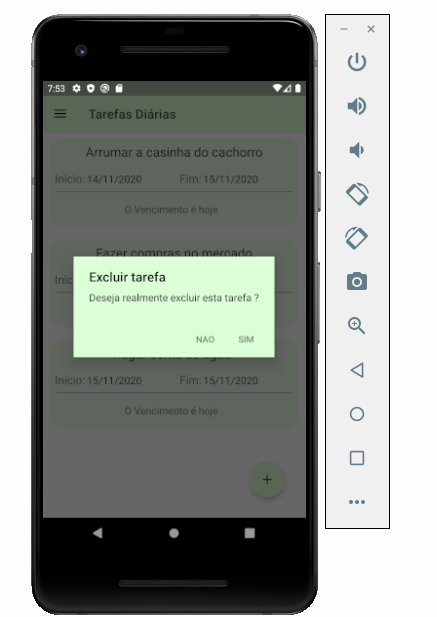 7:53
Tarefas Diárias
Arrumar a casinha do cachorro
Inicio: 14/11/2020 Fim: 15/11/2020
O Vencimento é hoje
Fazer compras no mercado
Excluir tarefa
Deseja realmente excluir esta tarefa ?
NAO SIM
Inicio: 15/11/2020 Fim: 15/11/2020
O Vencimento é hoje
+